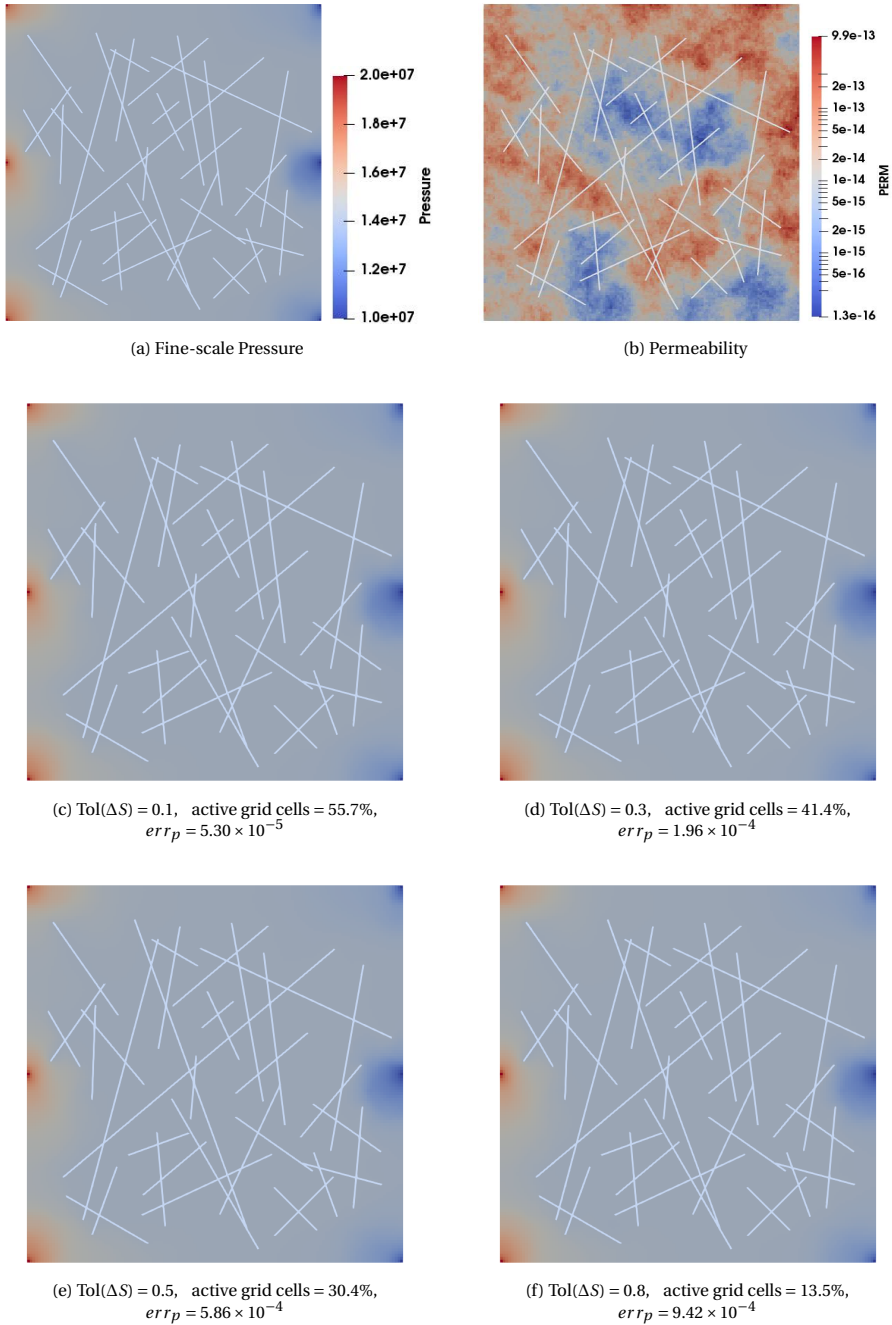 2.0e+07
1.8e+7
1.6e+7
1.4e+7
1.2e+7
1.0e+07
Pressure
9.9e-13
2e-13
1e-13
5e-14
2e-14
1e-14
5e-15
2e-15
1e-15
5e-16
1.3e-16
PERM
(a) Fine-scale Pressure
(b) Permeability
(c) Tol(ΔS) = 0.1, active grid cells = 55.7%,
err_p = 5.30 × 10^−5
(d) Tol(ΔS) = 0.3, active grid cells = 41.4%,
err_p = 1.96 × 10^−4
(e) Tol(ΔS) = 0.5, active grid cells = 30.4%,
err_p = 5.86 × 10^−4
(f) Tol(ΔS) = 0.8, active grid cells = 13.5%,
err_p = 9.42 × 10^−4